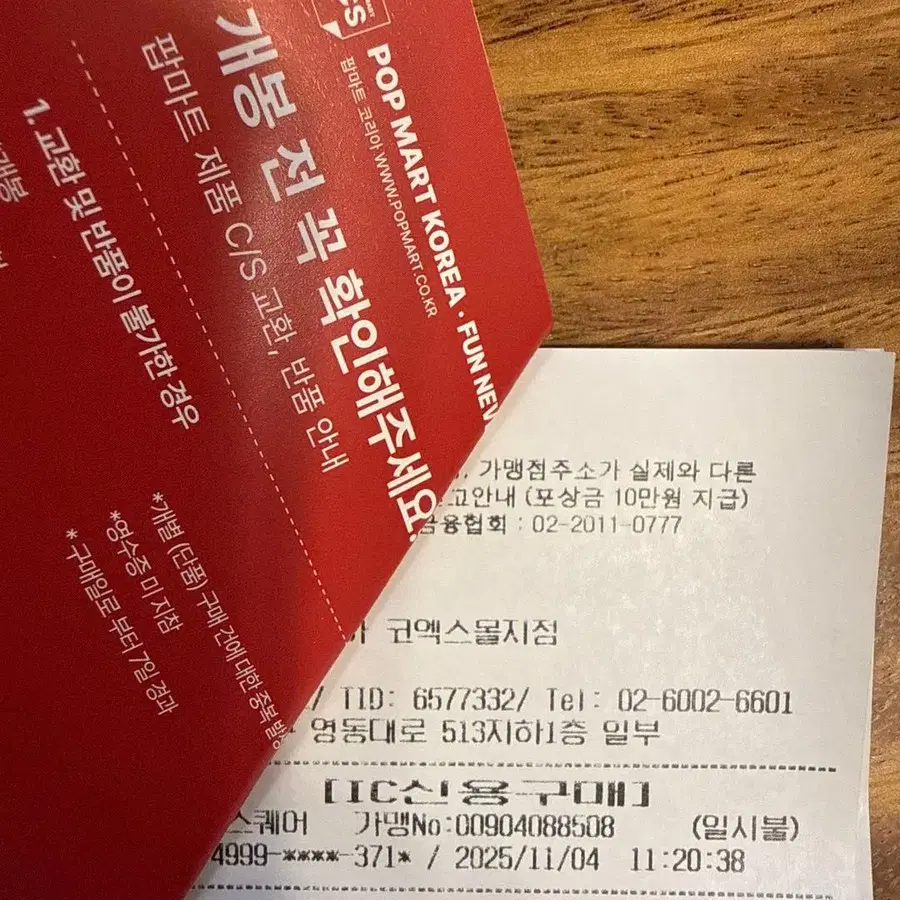 CS
POP MART KOREA · FUN NEW
팝마트 코리아 WWW.POPMART.CO.KR
개봉 전 꼭 확인해주세요.
팝마트 제품 C/S 교환, 반품 안내
1. 교환 및 반품이 불가한 경우
*개별 (단품) 구매 건에 대한 중복발생
*영수증 미 지참
*구매일로 부터 7일 경과
가맹점주소가 실제와 다른
고안내 (포상금 10만원 지급)
금융협회 : 02-2011-0777
코엑스몰지점
/ TID: 6577332/ Tel: 02-6002-6601
영동대로 513지하1층 일부
[IC신용구매]
스퀘어 가맹No:00904088508 (일시불)
4999-****-371* / 2025/11/04 11:20:38